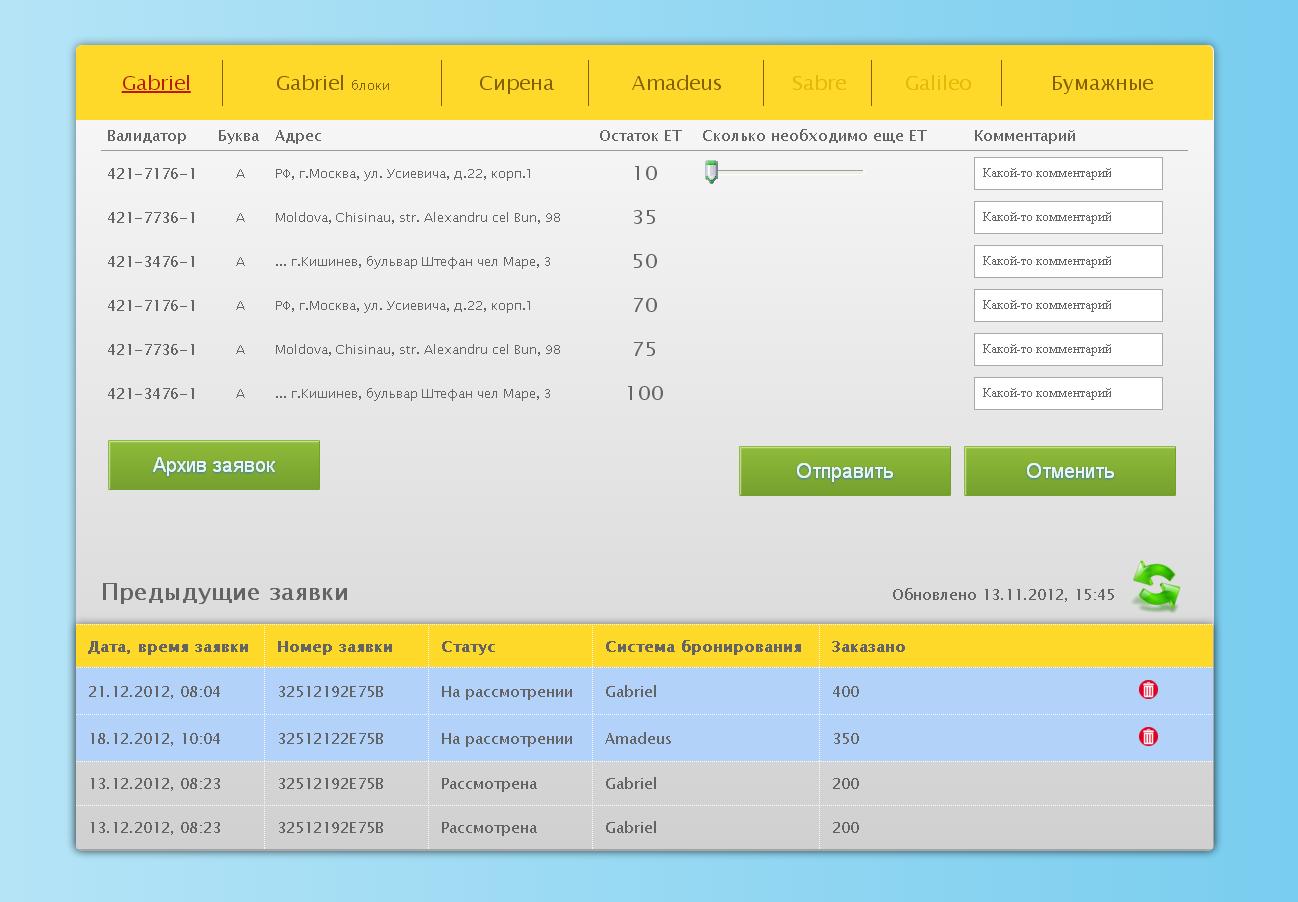 Gabriel Gabriel блоки Сирена Amadeus Sabre Galileo Бумажные
Валидатор Буква Адрес Остаток ЕТ Сколько необходимо еще ЕТ Комментарий
421-7176-1 А РФ, г.Москва, ул. Усиевича, д.22, корп.1 10 Какой-то комментарий
421-7736-1 А Moldova, Chisinau, str. Alexandru cel Bun, 98 35 Какой-то комментарий
421-3476-1 А ... г.Кишинев, бульвар Штефан чел Маре, 3 50 Какой-то комментарий
421-7176-1 А РФ, г.Москва, ул. Усиевича, д.22, корп.1 70 Какой-то комментарий
421-7736-1 А Moldova, Chisinau, str. Alexandru cel Bun, 98 75 Какой-то комментарий
421-3476-1 А ... г.Кишинев, бульвар Штефан чел Маре, 3 100 Какой-то комментарий
Архив заявок Отправить Отменить
Предыдущие заявки Обновлено 13.11.2012, 15:45
Дата, время заявки Номер заявки Статус Система бронирования Заказано
21.12.2012, 08:04 32512192E75B На рассмотрении Gabriel 400
18.12.2012, 10:04 32512122E75B На рассмотрении Amadeus 350
13.12.2012, 08:23 32512192E75B Рассмотрена Gabriel 200
13.12.2012, 08:23 32512192E75B Рассмотрена Gabriel 200